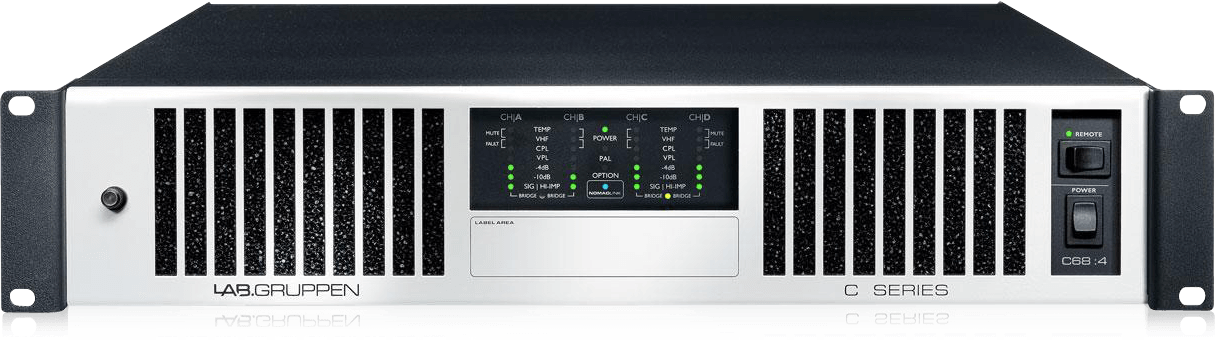 CH|A CH|B CH|C CH|D
MUTE TEMP TEMP MUTE
FAULT VHF POWER VHF FAULT
CPL CPL
VPL PAL VPL
-4dB -4dB
-10dB OPTION -10dB
SIG | HI-IMP NOMADLINK SIG | HI-IMP
BRIDGE BRIDGE BRIDGE BRIDGE
LABEL AREA
REMOTE
POWER
C68:4
LAB.GRUPPEN
C SERIES